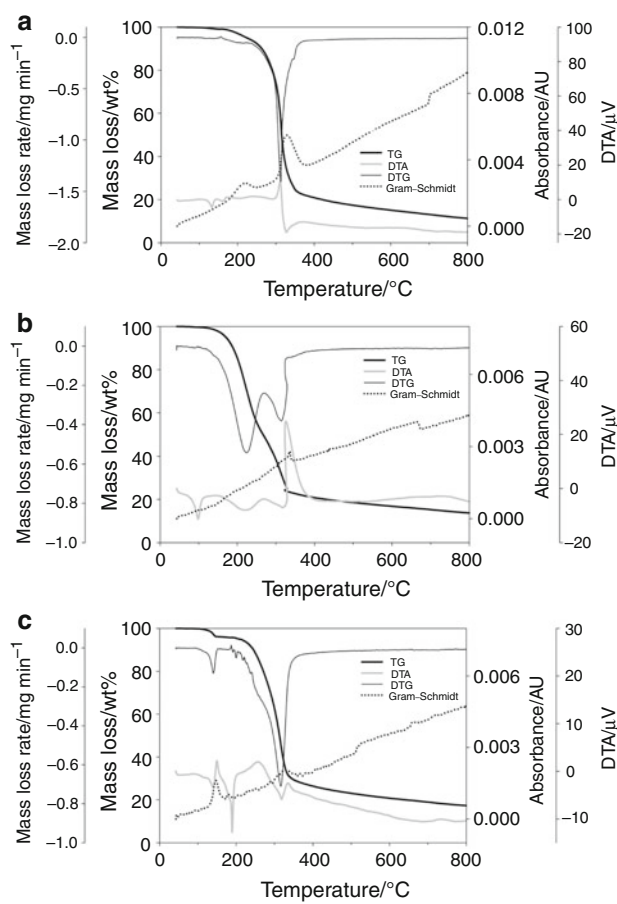 a
Mass loss rate/mg min⁻¹
0.0
−0.5
−1.0
−1.5
−2.0
Mass loss/wt%
100
80
60
40
20
0
TG
DTA
DTG
Gram–Schmidt
0.012
0.008
0.004
0.000
Absorbance/AU
100
80
60
40
20
0
−20
DTA/μV
0 200 400 600 800
Temperature/°C
b
Mass loss rate/mg min⁻¹
0.0
−0.2
−0.4
−0.6
−0.8
−1.0
Mass loss/wt%
100
80
60
40
20
0
TG
DTA
DTG
Gram–Schmidt
0.006
0.003
0.000
Absorbance/AU
60
40
20
0
−20
DTA/μV
0 200 400 600 800
Temperature/°C
c
Mass loss rate/mg min⁻¹
0.0
−0.2
−0.4
−0.6
−0.8
−1.0
Mass loss/wt%
100
80
60
40
20
0
TG
DTA
DTG
Gram–Schmidt
0.006
0.003
0.000
Absorbance/AU
30
20
10
0
−10
DTA/μV
0 200 400 600 800
Temperature/°C